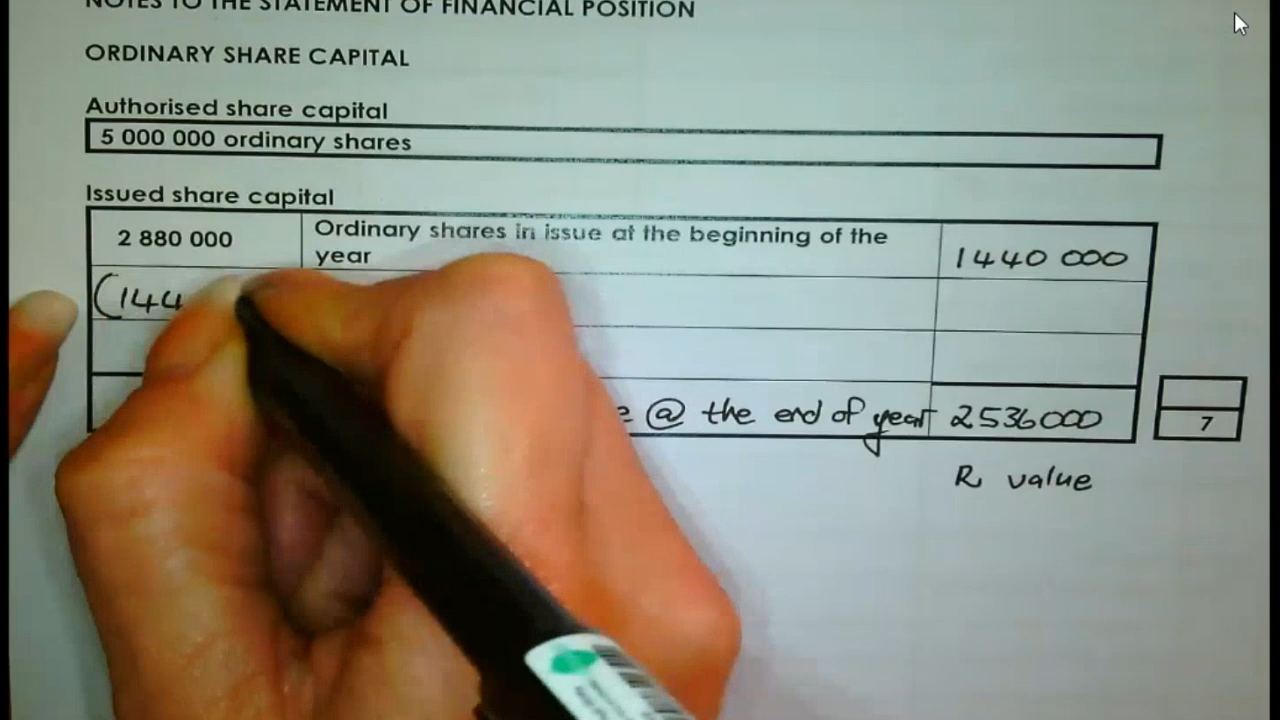 NOTES TO THE STATEMENT OF FINANCIAL POSITION
ORDINARY SHARE CAPITAL
Authorised share capital
5 000 000 ordinary shares
Issued share capital
2 880 000 Ordinary shares in issue at the beginning of the year 1440 000
(144
@ the end of year 2536000
7
R value